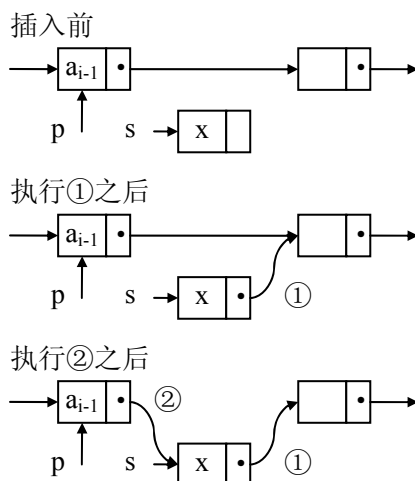 插入前
a_{i-1}
p s x
执行①之后
a_{i-1}
p s x ①
执行②之后
a_{i-1} ②
p s x ①